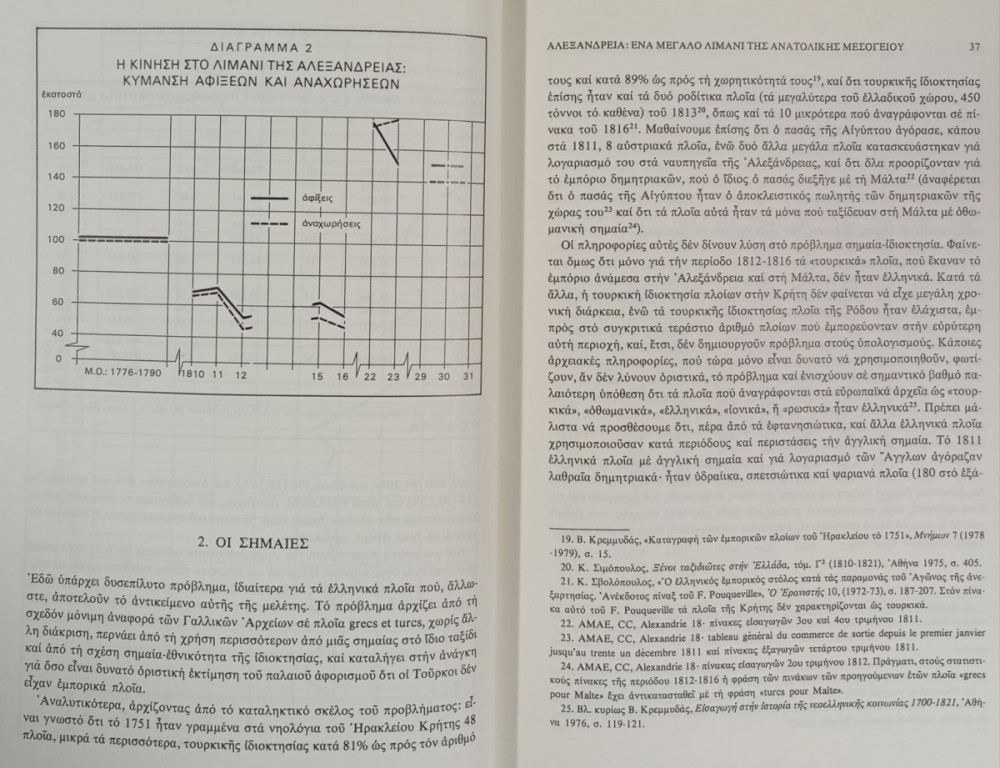 ΔΙΑΓΡΑΜΜΑ 2
Η ΚΙΝΗΣΗ ΣΤΟ ΛΙΜΑΝΙ ΤΗΣ ΑΛΕΞΑΝΔΡΕΙΑΣ:
ΚΥΜΑΝΣΗ ΑΦΙΞΕΩΝ ΚΑΙ ΑΝΑΧΩΡΗΣΕΩΝ
ἑκατοστά
180
160
140
120
100
80
60
40
0
ἀφίξεις
ἀναχωρήσεις
Μ.Ο.: 1776-1790 1810 11 12 15 16 22 23 29 30 31
2. ΟΙ ΣΗΜΑΙΕΣ
Ἐδῶ ὑπάρχει δυσεπίλυτο πρόβλημα, ἰδιαίτερα γιά τά ἑλληνικά πλοῖα πού, ἄλλω-
στε, ἀποτελοῦν τό ἀντικείμενο αὐτῆς τῆς μελέτης. Τό πρόβλημα ἀρχίζει ἀπό τή
σχεδόν μόνιμη ἀναφορά τῶν Γαλλικῶν Ἀρχείων σέ πλοῖα grecs et turcs, χωρίς ἄλ-
λη διάκριση, περνάει ἀπό τή χρήση περισσότερων ἀπό μιᾶς σημαίας στό ἴδιο ταξίδι
καί ἀπό τή σχέση σημαία-ἐθνικότητα τῆς ἰδιοκτησίας, καί καταλήγει στήν ἀνάγκη
γιά ὅσο εἶναι δυνατό ὁριστική ἐκτίμηση τοῦ παλαιοῦ ἀφορισμοῦ ὅτι οἱ Τοῦρκοι δέν
εἶχαν ἐμπορικά πλοῖα.
Ἀναλυτικότερα, ἀρχίζοντας ἀπό τό καταληκτικό σκέλος τοῦ προβλήματος: εἶ-
ναι γνωστό ὅτι τό 1751 ἦταν γραμμένα στά νηολόγια τοῦ Ἡρακλείου Κρήτης 48
πλοῖα, μικρά τά περισσότερα, τουρκικῆς ἰδιοκτησίας κατά 81% ὡς πρός τόν ἀριθμό
ΑΛΕΞΑΝΔΡΕΙΑ: ΕΝΑ ΜΕΓΑΛΟ ΛΙΜΑΝΙ ΤΗΣ ΑΝΑΤΟΛΙΚΗΣ ΜΕΣΟΓΕΙΟΥ 37
τους καί κατά 89% ὡς πρός τή χωρητικότητά τους19, καί ὅτι τουρκικῆς ἰδιοκτησίας
ἐπίσης ἦταν καί τά δυό ροδίτικα πλοῖα (τά μεγαλύτερα τοῦ ἑλλαδικοῦ χώρου, 450
τόννοι τό καθένα) τοῦ 181320, ὅπως καί τά 10 μικρότερα πού ἀναγράφονται σέ πί-
νακα τοῦ 181621. Μαθαίνουμε ἐπίσης ὅτι ὁ πασάς τῆς Αἰγύπτου ἀγόρασε, κάπου
στά 1811, 8 αὐστριακά πλοῖα, ἐνῶ δυό ἄλλα μεγάλα πλοῖα κατασκευάστηκαν γιά
λογαριασμό του στά ναυπηγεῖα τῆς Ἀλεξάνδρειας, καί ὅτι ὅλα προορίζονταν γιά
τό ἐμπόριο δημητριακῶν, πού ὁ ἴδιος ὁ πασάς διεξῆγε μέ τή Μάλτα22 (ἀναφέρεται
ὅτι ὁ πασάς τῆς Αἰγύπτου ἦταν ὁ ἀποκλειστικός πωλητής τῶν δημητριακῶν τῆς
χώρας του23 καί ὅτι τά πλοῖα αὐτά ἦταν τά μόνα πού ταξίδευαν στή Μάλτα μέ ὀθω-
μανική σημαία24).
Οἱ πληροφορίες αὐτές δέν δίνουν λύση στό πρόβλημα σημαία-ἰδιοκτησία. Φαίνε-
ται ὅμως ὅτι μόνο γιά τήν περίοδο 1812-1816 τά «τουρκικά» πλοῖα, πού ἔκαναν τό
ἐμπόριο ἀνάμεσα στήν Ἀλεξάνδρεια καί στή Μάλτα, δέν ἦταν ἑλληνικά. Κατά τά
ἄλλα, ἡ τουρκική ἰδιοκτησία πλοίων στήν Κρήτη δέν φαίνεται νά εἶχε μεγάλη χρο-
νική διάρκεια, ἐνῶ τά τουρκικῆς ἰδιοκτησίας πλοῖα τῆς Ρόδου ἦταν ἐλάχιστα, ἐμ-
πρός στό συγκριτικά τεράστιο ἀριθμό πλοίων πού ἐμπορεύονταν στήν εὐρύτερη
αὐτή περιοχή, καί, ἔτσι, δέν δημιουργοῦν πρόβλημα στούς ὑπολογισμούς. Κάποιες
ἀρχειακές πληροφορίες, πού τώρα μόνο εἶναι δυνατό νά χρησιμοποιηθοῦν, φωτί-
ζουν, ἄν δέν λύνουν ὁριστικά, τό πρόβλημα καί ἐνισχύουν σέ σημαντικό βαθμό πα-
λαιότερη ὑπόθεση ὅτι τά πλοῖα πού ἀναγράφονται στά εὐρωπαϊκά ἀρχεῖα ὡς «τουρ-
κικά», «ὀθωμανικά», «ἑλληνικά», «ἰονικά», ἤ «ρωσικά» ἦταν ἑλληνικά25. Πρέπει μά-
λιστα νά προσθέσουμε ὅτι, πέρα ἀπό τά ἑφτανησιώτικα, καί ἄλλα ἑλληνικά πλοῖα
χρησιμοποιοῦσαν κατά περιόδους καί περιστάσεις τήν ἀγγλική σημαία. Τό 1811
ἑλληνικά πλοῖα μέ ἀγγλική σημαία καί γιά λογαριασμό τῶν Ἄγγλων ἀγόραζαν
λαθραῖα δημητριακά· ἦταν ὑδραίικα, σπετσιώτικα καί ψαριανά πλοῖα (180 στό ἑξά-
19. Β. Κρεμμυδάς, «Καταγραφή τῶν ἐμπορικῶν πλοίων τοῦ Ἡρακλείου τό 1751», Μνήμων 7 (1978
-1979), σ. 15.
20. Κ. Σιμόπουλος, Ξένοι ταξιδιῶτες στήν Ἑλλάδα, τόμ. Γ2 (1810-1821), Ἀθήνα 1975, σ. 405.
21. Κ. Σβολόπουλος, «Ὁ ἑλληνικός ἐμπορικός στόλος κατά τάς παραμονάς τοῦ Ἀγῶνος τῆς ἀνε-
ξαρτησίας. Ἀνέκδοτος πίναξ τοῦ F. Pouqueville», Ὁ Ἐρανιστής 10, (1972-73), σ. 187-207. Στόν πίνα-
κα αὐτό τοῦ F. Pouqueville τά πλοῖα τῆς Κρήτης δέν χαρακτηρίζονται ὡς τουρκικά.
22. AMAE, CC, Alexandrie 18· πίνακες εἰσαγωγῶν 3ου καί 4ου τριμήνου 1811.
23. AMAE, CC, Alexandrie 18· tableau général du commerce de sortie depuis le premier janvier
jusqu'au trente un décembre 1811 καί πίνακας ἐξαγωγῶν τετάρτου τριμήνου 1811.
24. AMAE, CC, Alexandrie 18· πίνακας εἰσαγωγῶν 2ου τριμήνου 1812. Πράγματι, στούς στατιστι-
κούς πίνακες τῆς περιόδου 1812-1816 ἡ φράση τῶν πινάκων τῶν προηγούμενων ἐτῶν πλοῖα «grecs
pour Malte» ἔχει ἀντικατασταθεῖ μέ τή φράση «turcs pour Malte».
25. Βλ. κυρίως Β. Κρεμμυδάς, Εἰσαγωγή στήν ἱστορία τῆς νεοελληνικῆς κοινωνίας 1700-1821, Ἀθή-
να 1976, σ. 119-121.